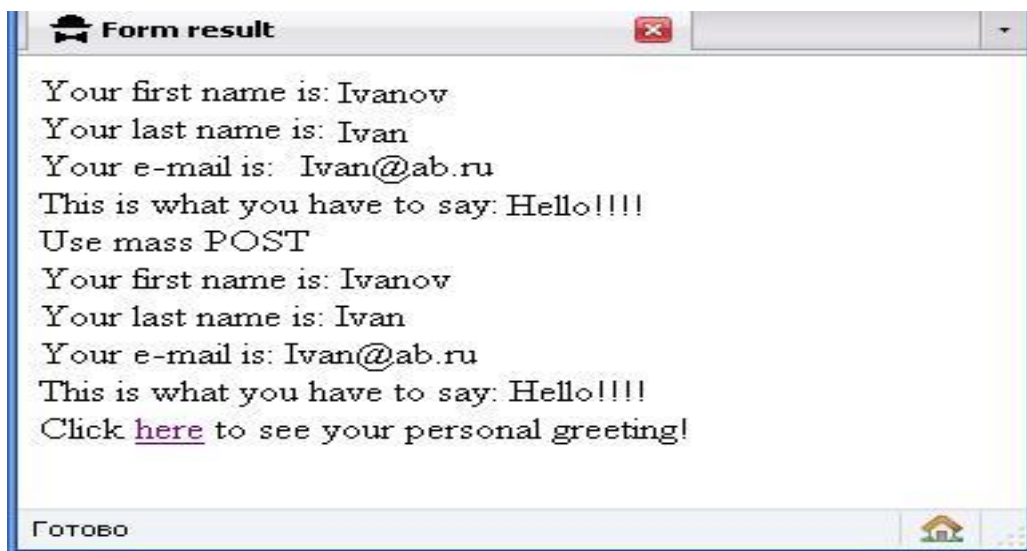 Form result
Your first name is: Ivanov
Your last name is: Ivan
Your e-mail is: Ivan@ab.ru
This is what you have to say: Hello!!!!
Use mass POST
Your first name is: Ivanov
Your last name is: Ivan
Your e-mail is: Ivan@ab.ru
This is what you have to say: Hello!!!!
Click here to see your personal greeting!
Готово